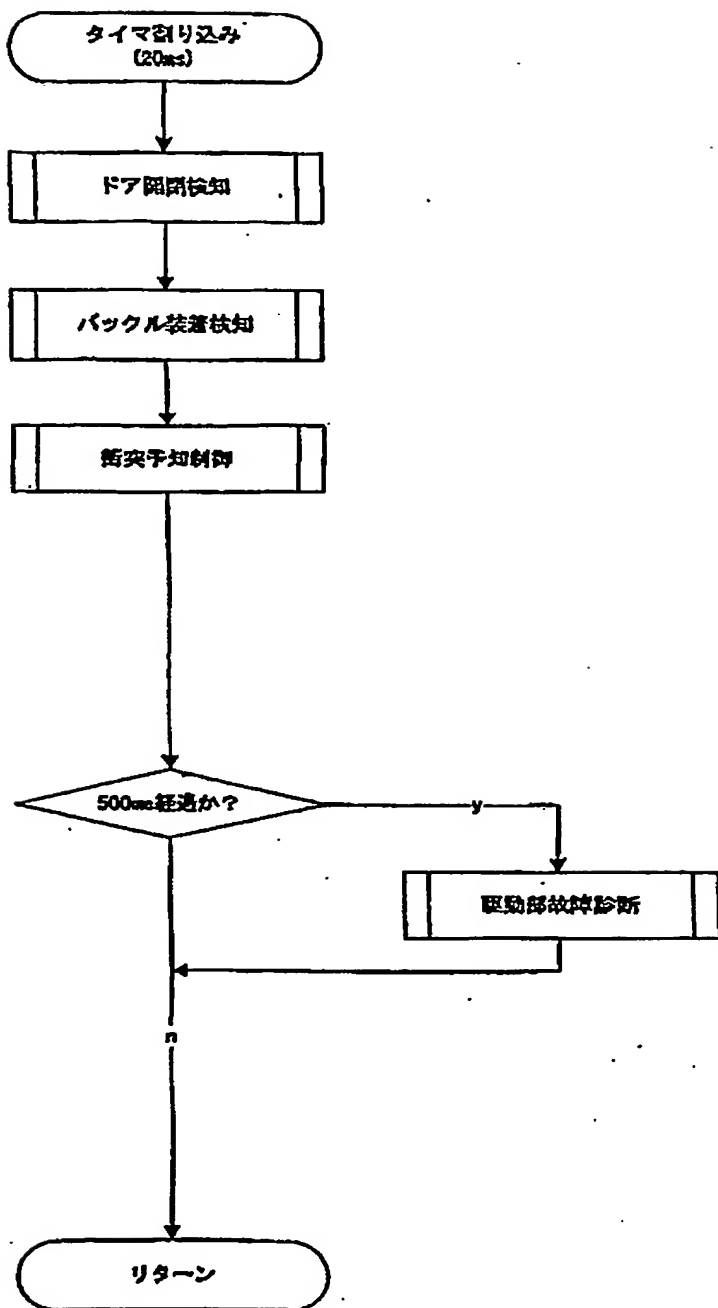 タイマ割り込み
(20ms)
ドア開閉検知
バックル装着検知
衝突予知制御
500ms経過か?
y
駆動部故障診断
n
リターン